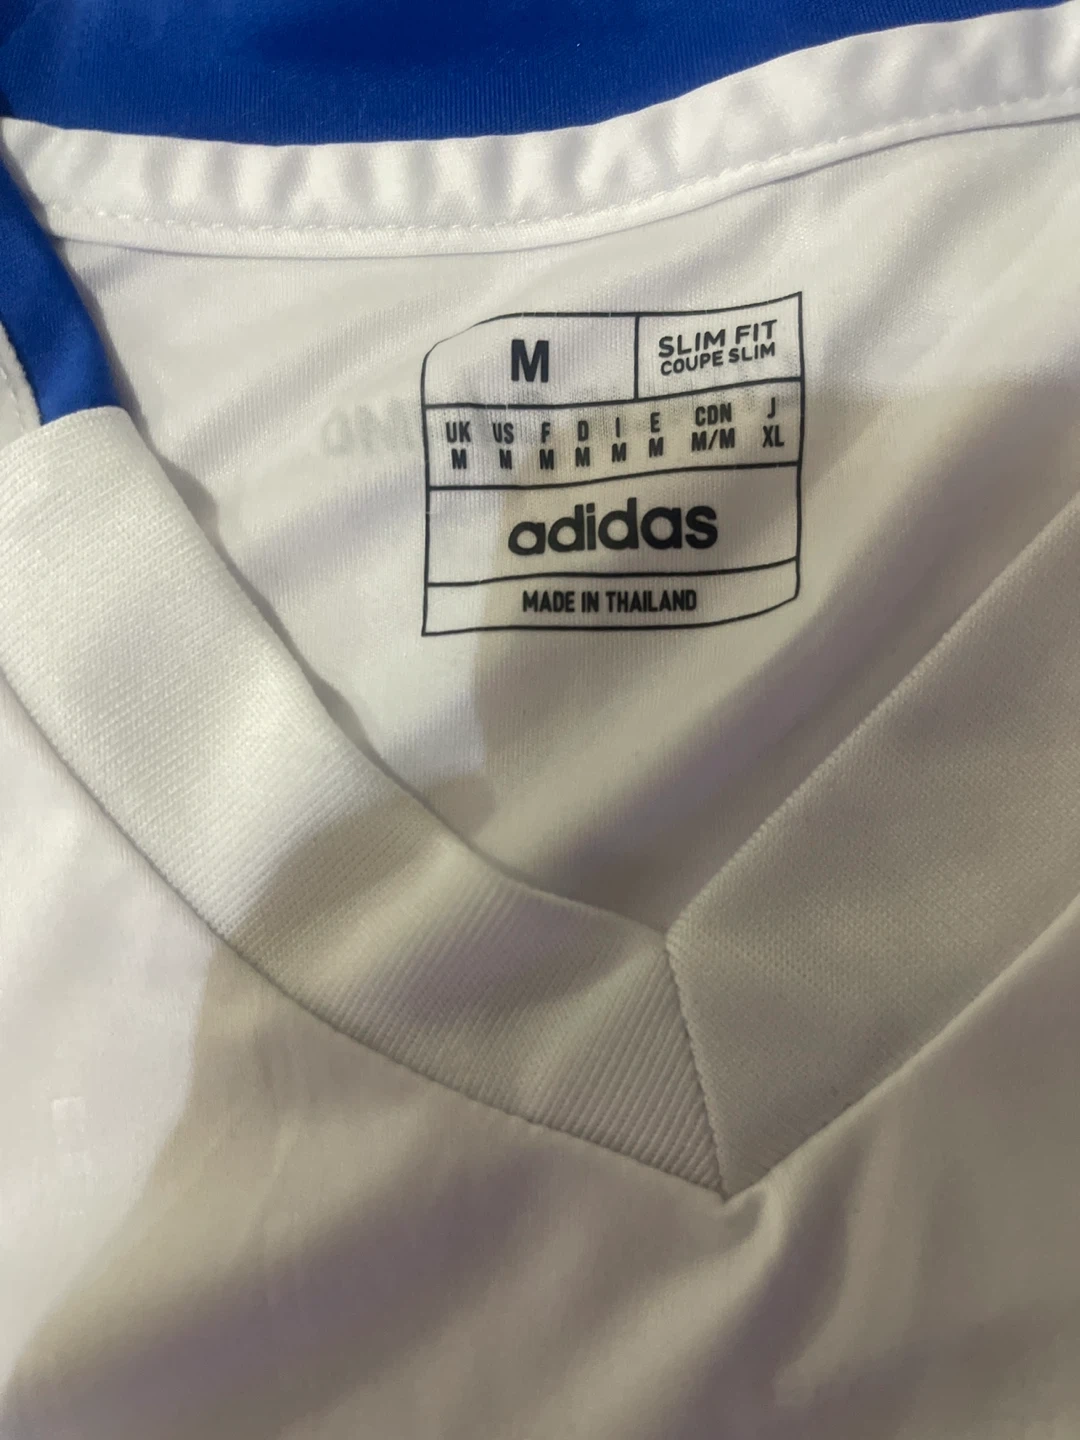 M
SLIM FIT
COUPE SLIM
UK US F D I E CDN J
M M M M M M M/M XL
adidas
MADE IN THAILAND